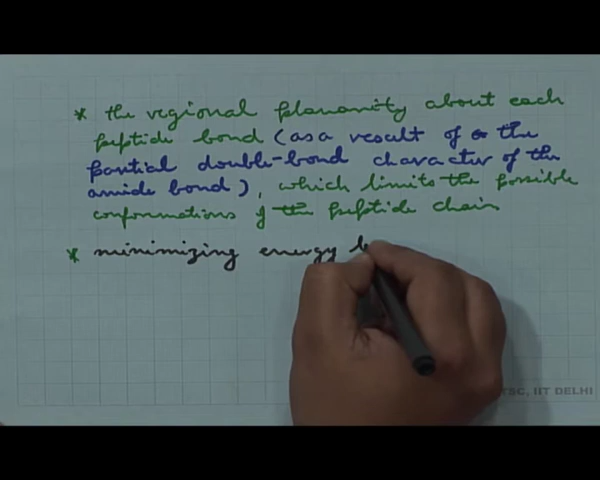 * the regional planarity about each
peptide bond (as a result of the
partial double-bond character of the
amide bond), which limits the possible
conformations of the peptide chain
* minimizing energy b
TSC, IIT DELHI